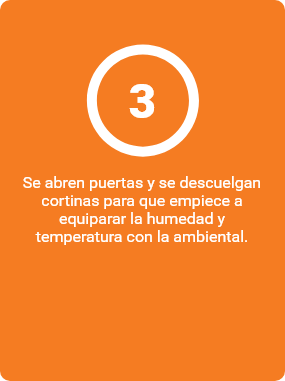 3
Se abren puertas y se descuelgan
cortinas para que empiece a
equiparar la humedad y
temperatura con la ambiental.